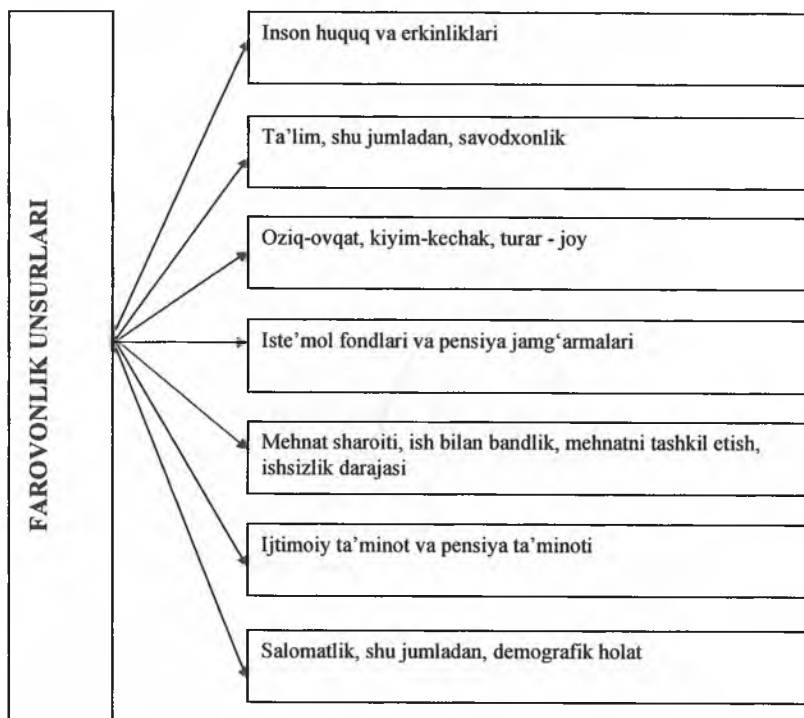 FAROVONLIK UNSURLARI
Inson huquq va erkinliklari
Ta’lim, shu jumladan, savodxonlik
Oziq-ovqat, kiyim-kechak, turar - joy
Iste’mol fondlari va pensiya jamg‘armalari
Mehnat sharoiti, ish bilan bandlik, mehnatni tashkil etish,
ishsizlik darajasi
Ijtimoiy ta’minot va pensiya ta’minoti
Salomatlik, shu jumladan, demografik holat